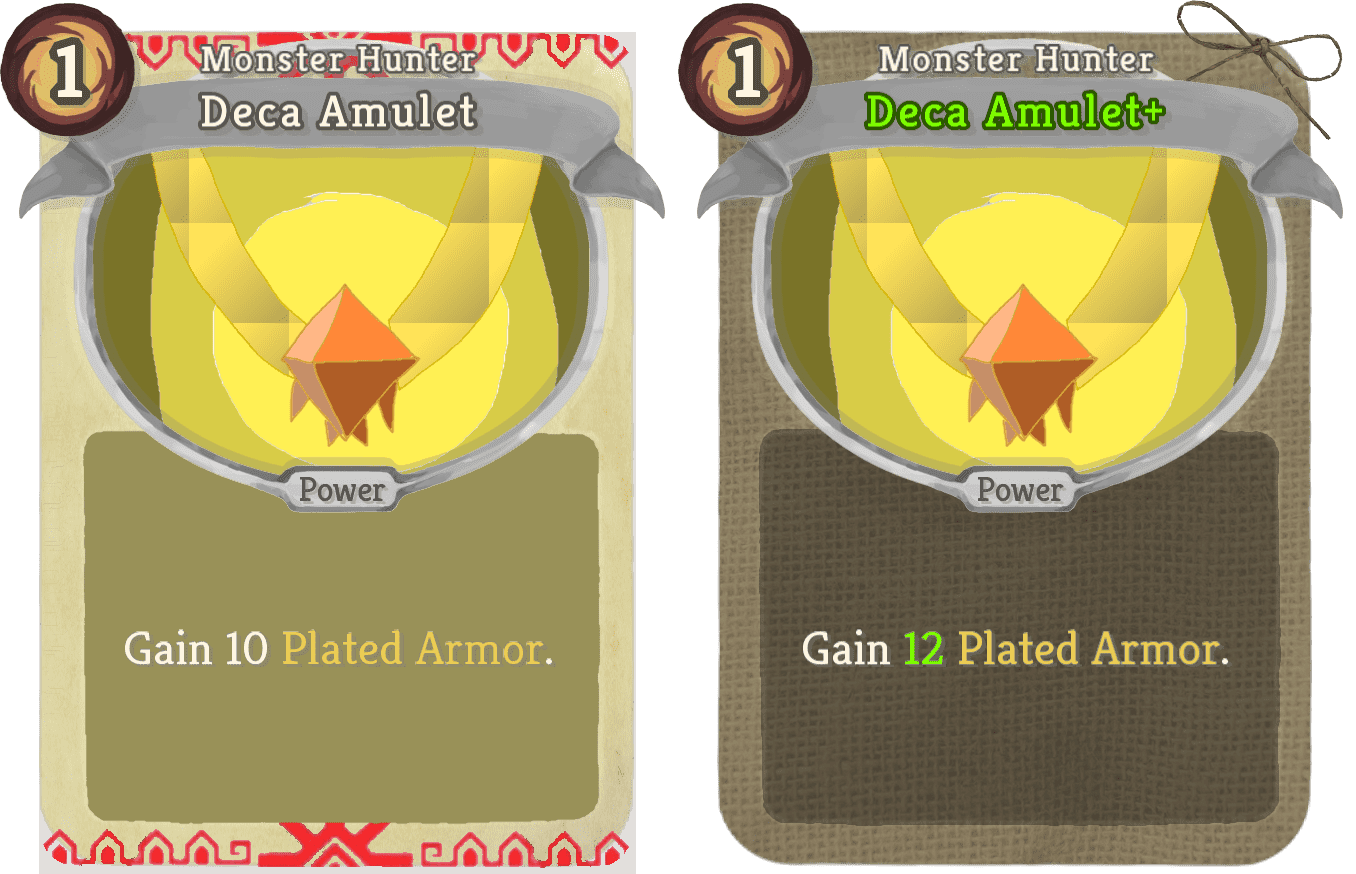 1
Monster Hunter
Deca Amulet
Power
Gain 10 Plated Armor.
1
Monster Hunter
Deca Amulet+
Power
Gain 12 Plated Armor.